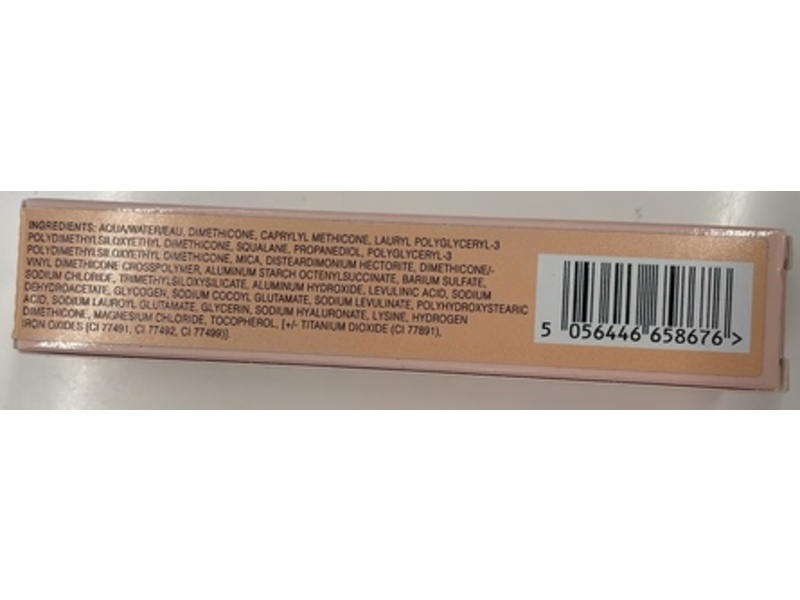 INGREDIENTS: AQUA/WATER/EAU, DIMETHICONE, CAPRYLYL METHICONE, LAURYL POLYGLYCERYL-3
POLYDIMETHYLSILOXYETHYL DIMETHICONE, SQUALANE, PROPANEDIOL, POLYGLYCERYL-3
POLYDIMETHYLSILOXYETHYL DIMETHICONE, MICA, DISTEARDIMONIUM HECTORITE, DIMETHICONE/-
VINYL DIMETHICONE CROSSPOLYMER, ALUMINUM STARCH OCTENYLSUCCINATE, BARIUM SULFATE,
SODIUM CHLORIDE, TRIMETHYLSILOXYSILICATE, ALUMINUM HYDROXIDE, LEVULINIC ACID, SODIUM
DEHYDROACETATE, GLYCOGEN, SODIUM COCOYL GLUTAMATE, SODIUM LEVULINATE, POLYHYDROXYSTEARIC
ACID, SODIUM LAUROYL GLUTAMATE, GLYCERIN, SODIUM HYALURONATE, LYSINE, HYDROGEN
DIMETHICONE, MAGNESIUM CHLORIDE, TOCOPHEROL, [+/- TITANIUM DIOXIDE (CI 77891),
IRON OXIDES [CI 77491, CI 77492, CI 77499)].
5 056446 658676 >